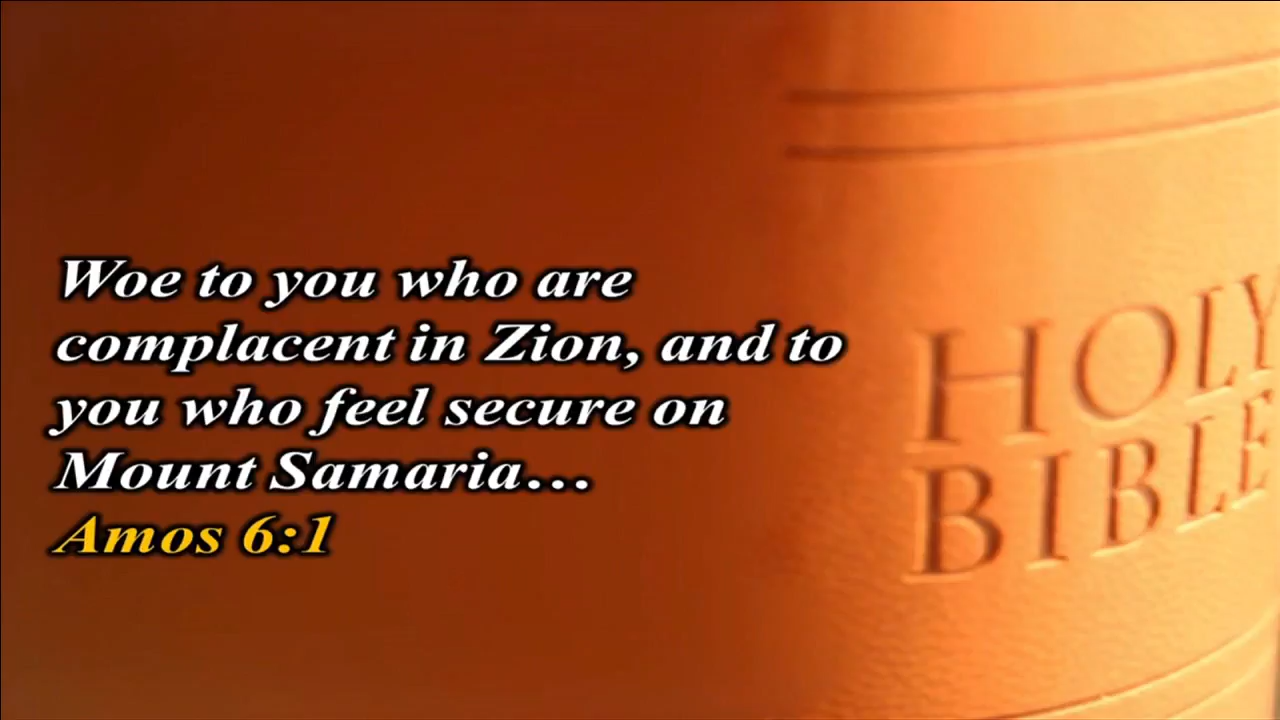 Woe to you who are
complacent in Zion, and to
you who feel secure on
Mount Samaria...
Amos 6:1
HOLY
BIBLE